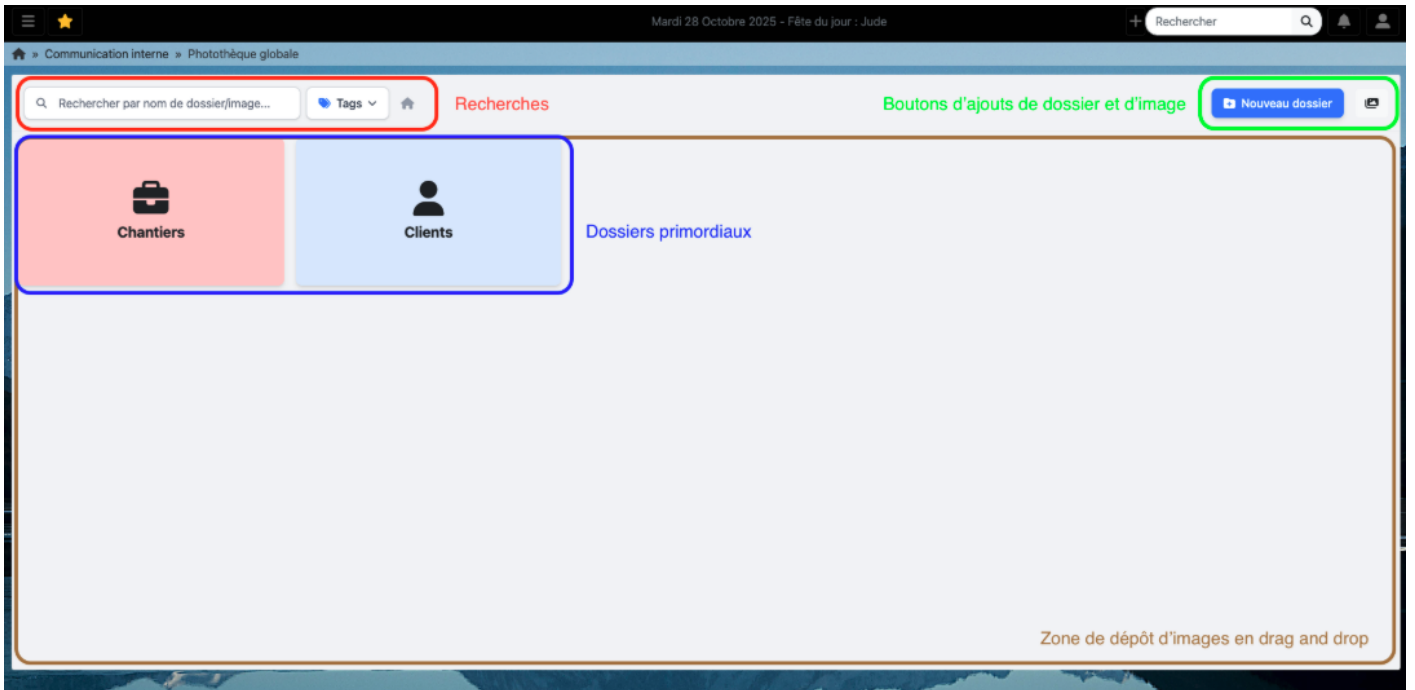 Mardi 28 Octobre 2025 - Fête du jour : Jude
Rechercher
» Communication interne » Photothèque globale
Rechercher par nom de dossier/image...
Tags
Recherches
Boutons d'ajouts de dossier et d'image
Nouveau dossier
Chantiers
Clients
Dossiers primordiaux
Zone de dépôt d'images en drag and drop